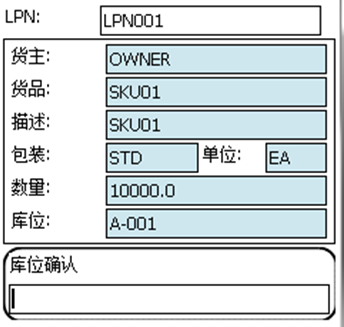 LPN: LPN001
货主: OWNER
货品: SKU01
描述: SKU01
包装: STD 单位: EA
数量: 10000.0
库位: A-001
库位确认